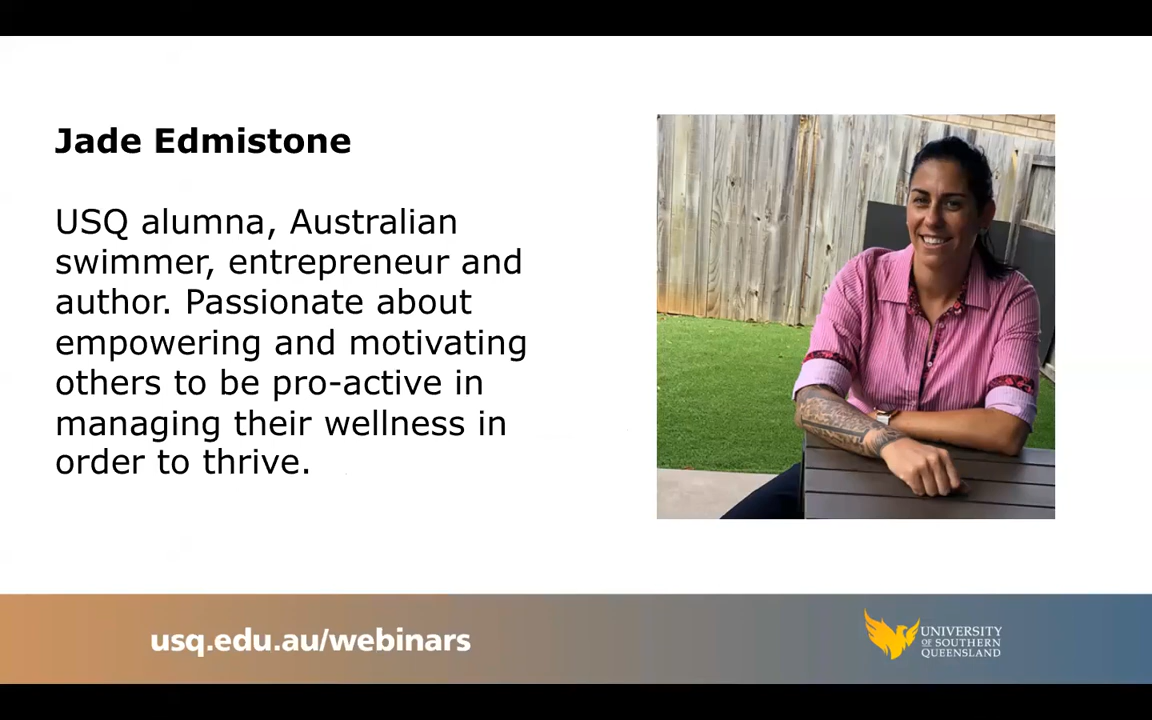 Jade Edmistone
USQ alumna, Australian
swimmer, entrepreneur and
author. Passionate about
empowering and motivating
others to be pro-active in
managing their wellness in
order to thrive.
usq.edu.au/webinars
UNIVERSITY
OF SOUTHERN
QUEENSLAND